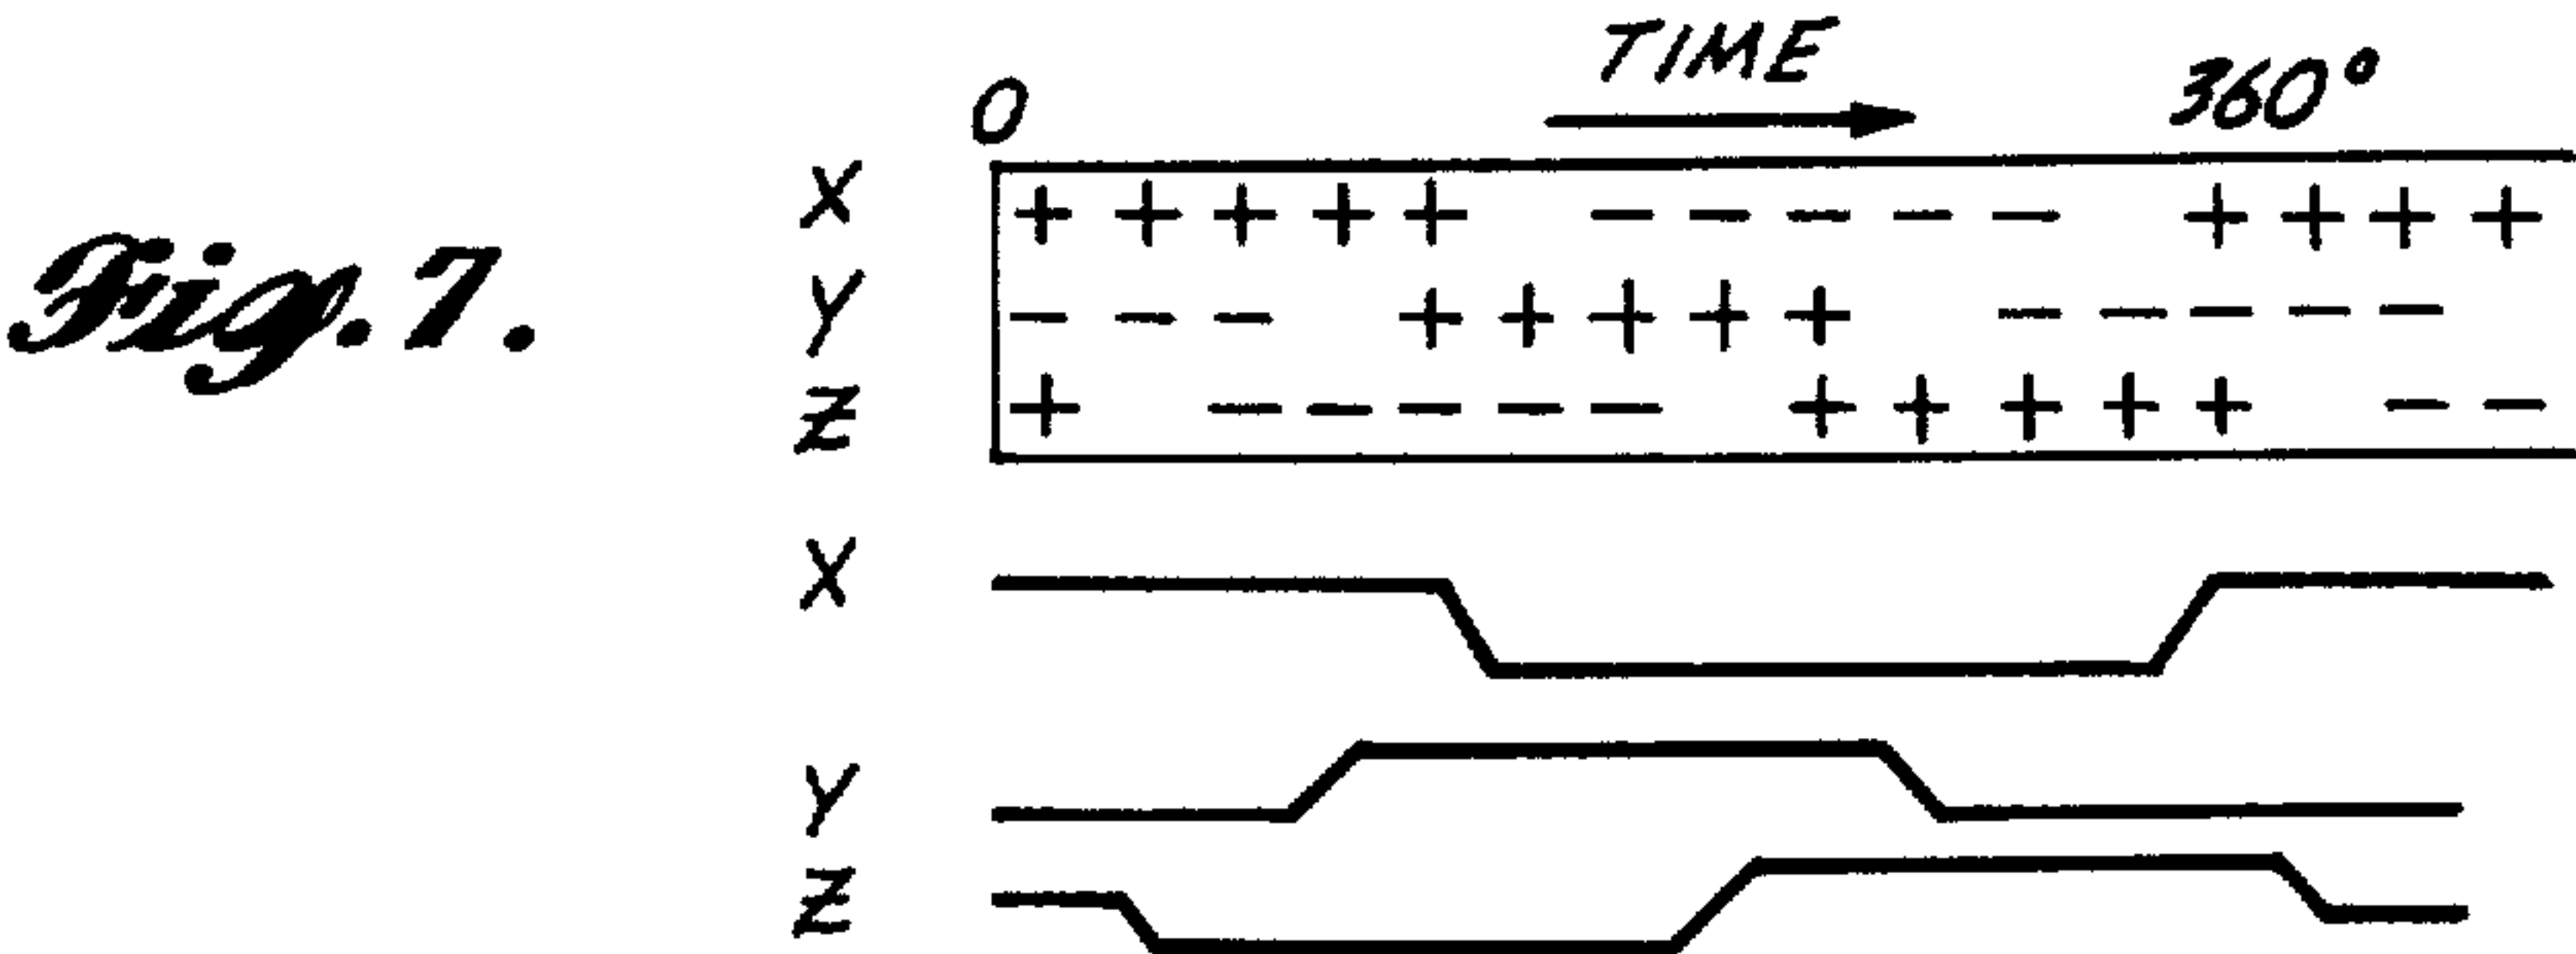 Fig. 7.
TIME
0 360°
X + + + + + - - - - - + + + +
Y - - - + + + + + - - - - -
Z + - - - - - + + + + + - -
X
Y
Z